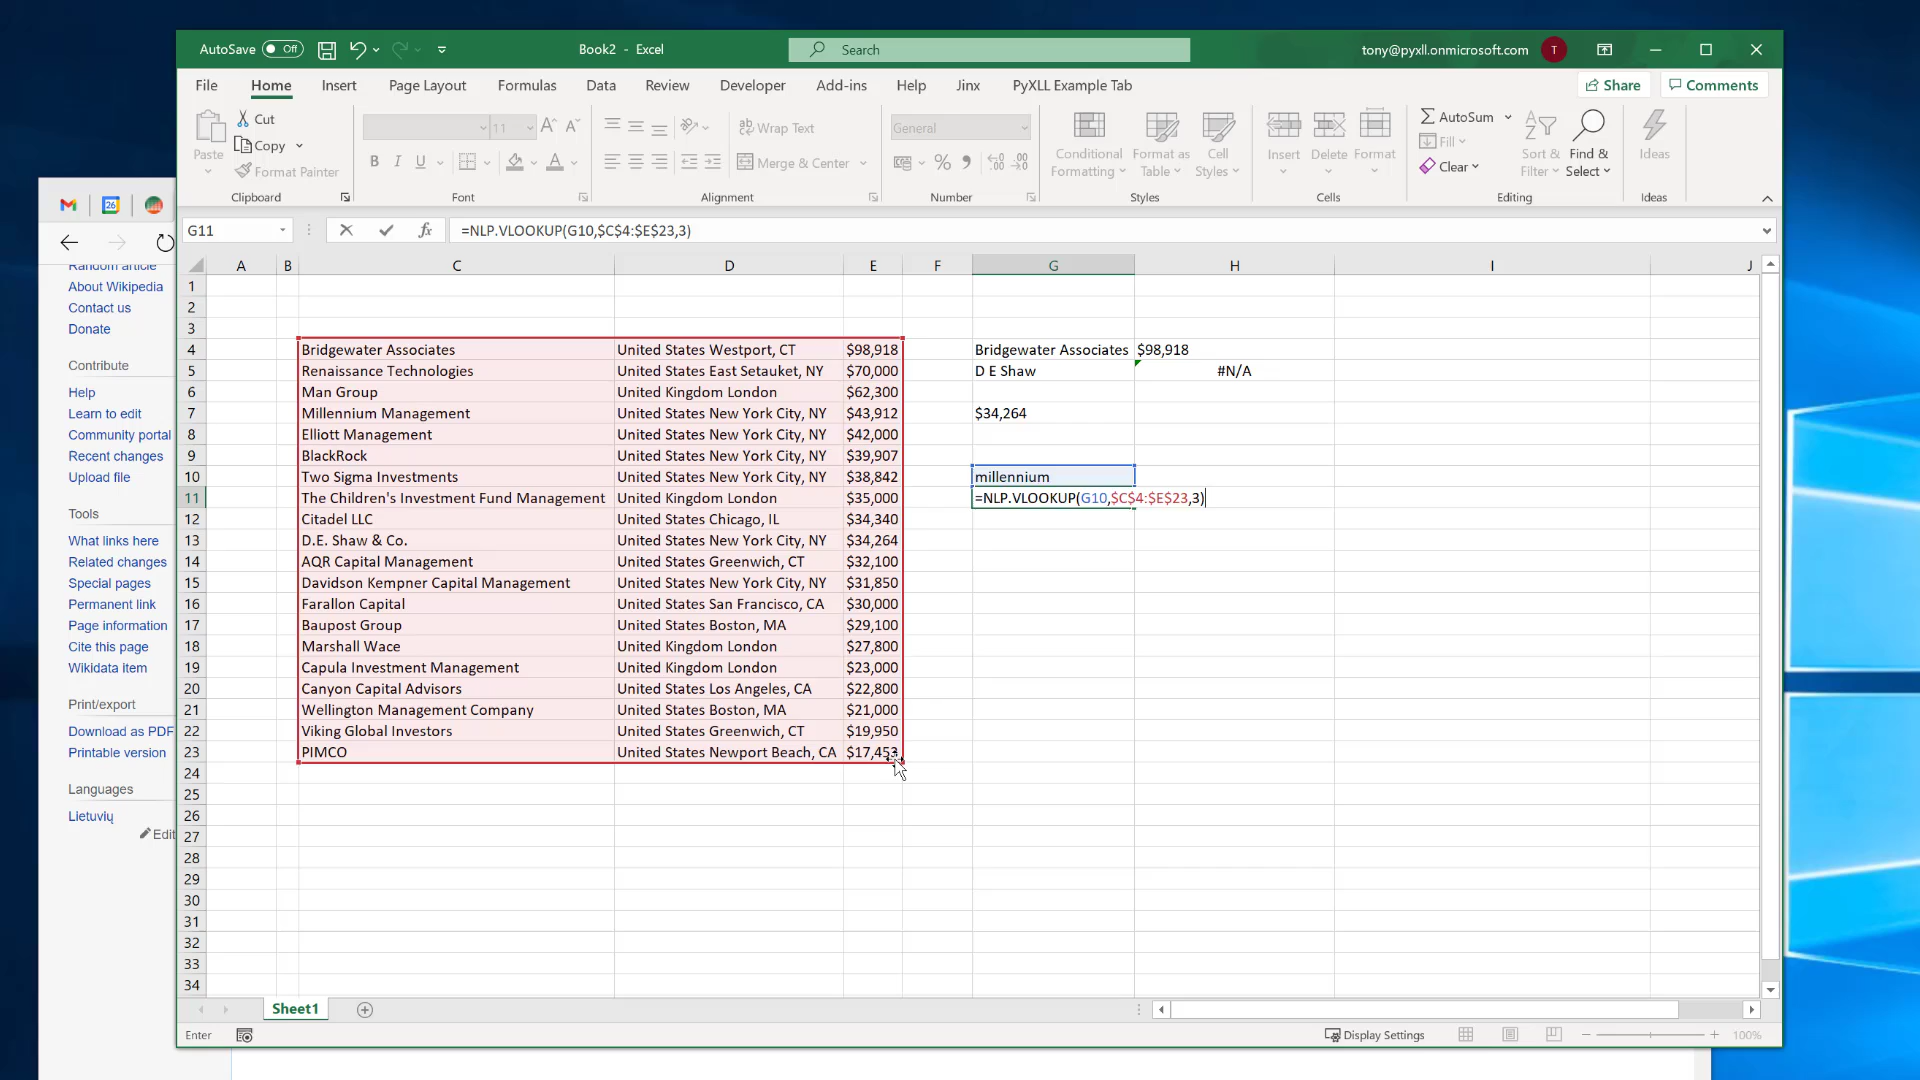 AutoSave Off
Book2 - Excel
Search
tony@pyxll.onmicrosoft.com T
File Home Insert Page Layout Formulas Data Review Developer Add-ins Help Jinx PyXLL Example Tab
Share Comments
Paste
Cut
Copy
Format Painter
Clipboard
11
B I U
Font
Wrap Text
Merge & Center
Alignment
General
Number
Conditional Formatting
Format as Table
Cell Styles
Styles
Insert Delete Format
Cells
AutoSum
Fill
Clear
Sort & Filter
Find & Select
Editing
Ideas
Ideas
G11
=NLP.VLOOKUP(G10,$C$4:$E$23,3)
A B C D E F G H I J
1
2
3
4 Bridgewater Associates United States Westport, CT $98,918 Bridgewater Associates $98,918
5 Renaissance Technologies United States East Setauket, NY $70,000 D E Shaw #N/A
6 Man Group United Kingdom London $62,300
7 Millennium Management United States New York City, NY $43,912 $34,264
8 Elliott Management United States New York City, NY $42,000
9 BlackRock United States New York City, NY $39,907
10 Two Sigma Investments United States New York City, NY $38,842 millennium
11 The Children's Investment Fund Management United Kingdom London $35,000 =NLP.VLOOKUP(G10,$C$4:$E$23,3)
12 Citadel LLC United States Chicago, IL $34,340
13 D.E. Shaw & Co. United States New York City, NY $34,264
14 AQR Capital Management United States Greenwich, CT $32,100
15 Davidson Kempner Capital Management United States New York City, NY $31,850
16 Farallon Capital United States San Francisco, CA $30,000
17 Baupost Group United States Boston, MA $29,100
18 Marshall Wace United Kingdom London $27,800
19 Capula Investment Management United Kingdom London $23,000
20 Canyon Capital Advisors United States Los Angeles, CA $22,800
21 Wellington Management Company United States Boston, MA $21,000
22 Viking Global Investors United States Greenwich, CT $19,950
23 PIMCO United States Newport Beach, CA $17,453
24
25
26
27
28
29
30
31
32
33
34
Sheet1
Enter
Display Settings
100%
26
Random article
About Wikipedia
Contact us
Donate
Contribute
Help
Learn to edit
Community portal
Recent changes
Upload file
Tools
What links here
Related changes
Special pages
Permanent link
Page information
Cite this page
Wikidata item
Print/export
Download as PDF
Printable version
Languages
Lietuvių
Edit